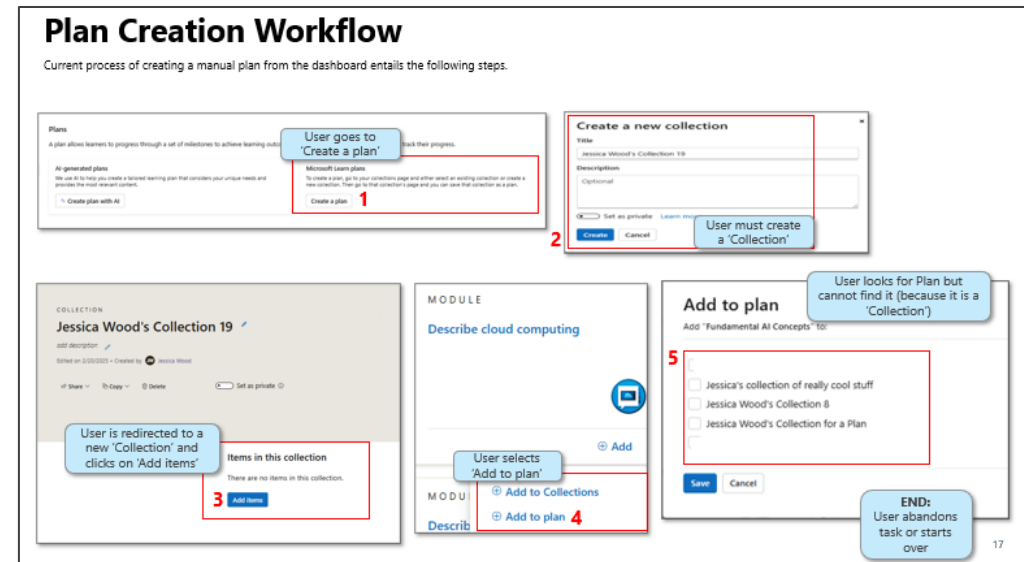 Plan Creation Workflow
Current process of creating a manual plan from the dashboard entails the following steps.
Plans
A plan allows learners to progress through a set of milestones to achieve learning outco
track their progress.
User goes to
'Create a plan'
AI-generated plans
We use AI to help you create a tailored learning plan that considers your unique needs and
provides the most relevant content.
Create plan with AI
Microsoft Learn plans
To create a plan, go to your collections page and either select an existing collection or create a
new collection. Then go to that collection's page and you can save that collection as a plan.
Create a plan
1
Create a new collection
Title
Jessica Wood's Collection 19
Description
Optional
Set as private Learn mo
Create Cancel
2
User must create
a 'Collection'
COLLECTION
Jessica Wood's Collection 19
add description
Edited on 2/20/2025 • Created by JW Jessica Wood
Share Copy Delete Set as private
User is redirected to a
new 'Collection' and
clicks on 'Add items'
Items in this collection
There are no items in this collection.
3 Add items
MODULE
Describe cloud computing
Add
User selects
'Add to plan'
MODU
Describ
Add to Collections
Add to plan 4
User looks for Plan but
cannot find it (because it is a
'Collection')
Add to plan
Add "Fundamental AI Concepts" to:
5
Jessica's collection of really cool stuff
Jessica Wood's Collection 8
Jessica Wood's Collection for a Plan
Save Cancel
END:
User abandons
task or starts
over
17